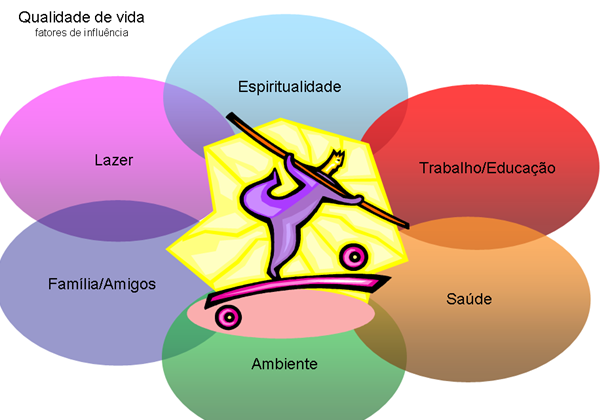 Qualidade de vida
fatores de influência
Espiritualidade
Lazer
Trabalho/Educação
Família/Amigos
Saúde
Ambiente